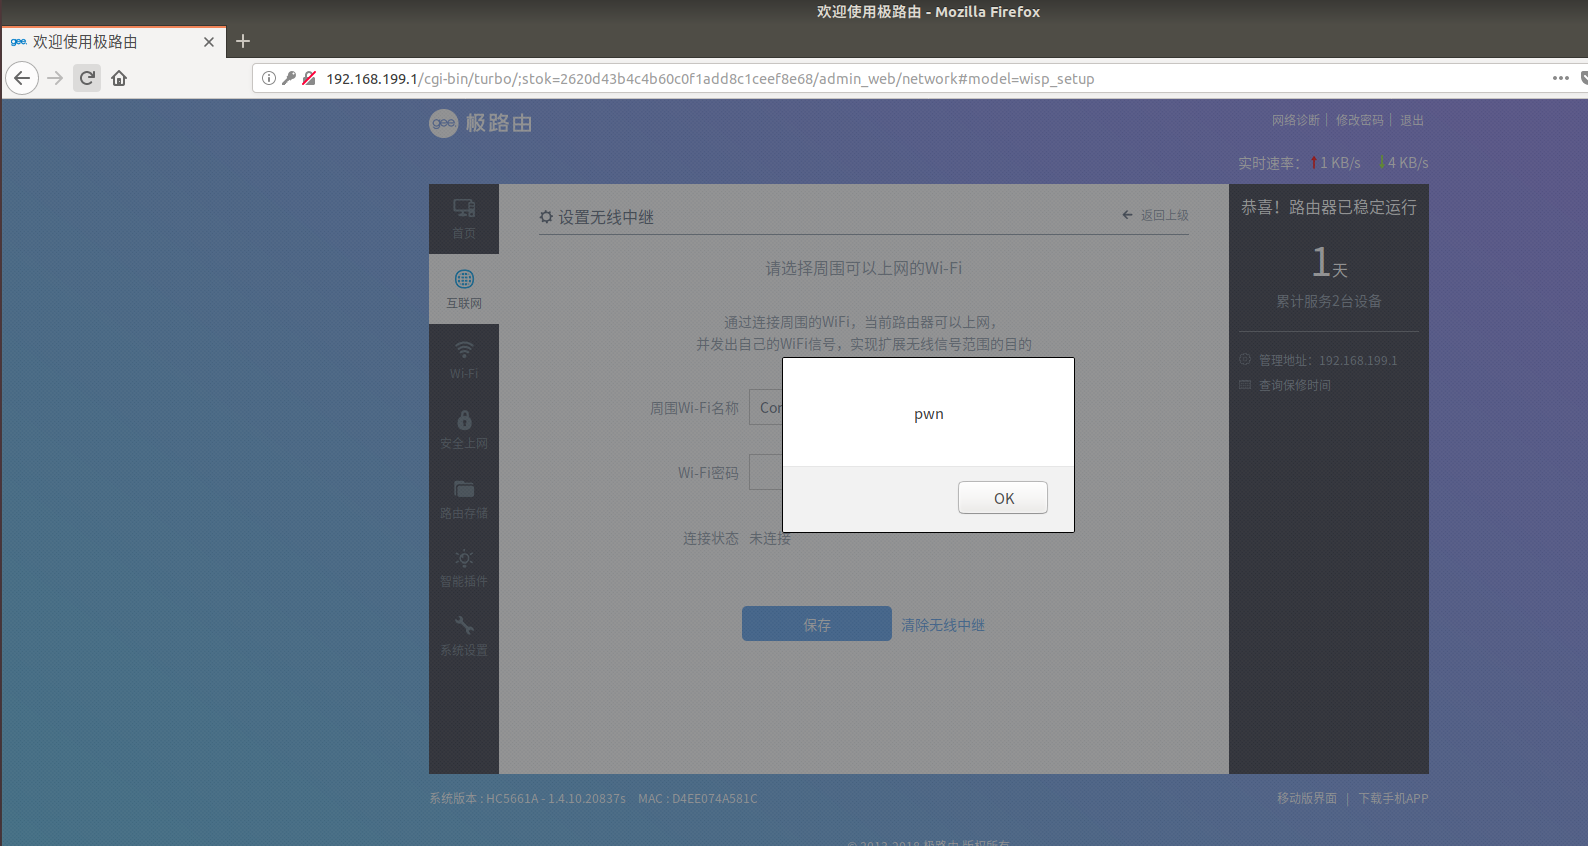 欢迎使用极路由 - Mozilla Firefox
gee. 欢迎使用极路由
192.168.199.1/cgi-bin/turbo/;stok=2620d43b4c4b60c0f1add8c1ceef8e68/admin_web/network#model=wisp_setup
gee. 极路由
网络诊断 | 修改密码 | 退出
实时速率： 1 KB/s 4 KB/s
首页
互联网
Wi-Fi
安全上网
路由存储
智能插件
系统设置
设置无线中继
返回上级
请选择周围可以上网的Wi-Fi
通过连接周围的WiFi，当前路由器可以上网，
并发出自己的WiFi信号，实现扩展无线信号范围的目的
周围Wi-Fi名称
Wi-Fi密码
连接状态 未连接
保存 清除无线中继
pwn
OK
恭喜！路由器已稳定运行
1天
累计服务2台设备
管理地址：192.168.199.1
查询保修时间
系统版本 : HC5661A - 1.4.10.20837s MAC : D4EE074A581C
移动版界面 | 下载手机APP
© 2013-2018 极路由 版权所有